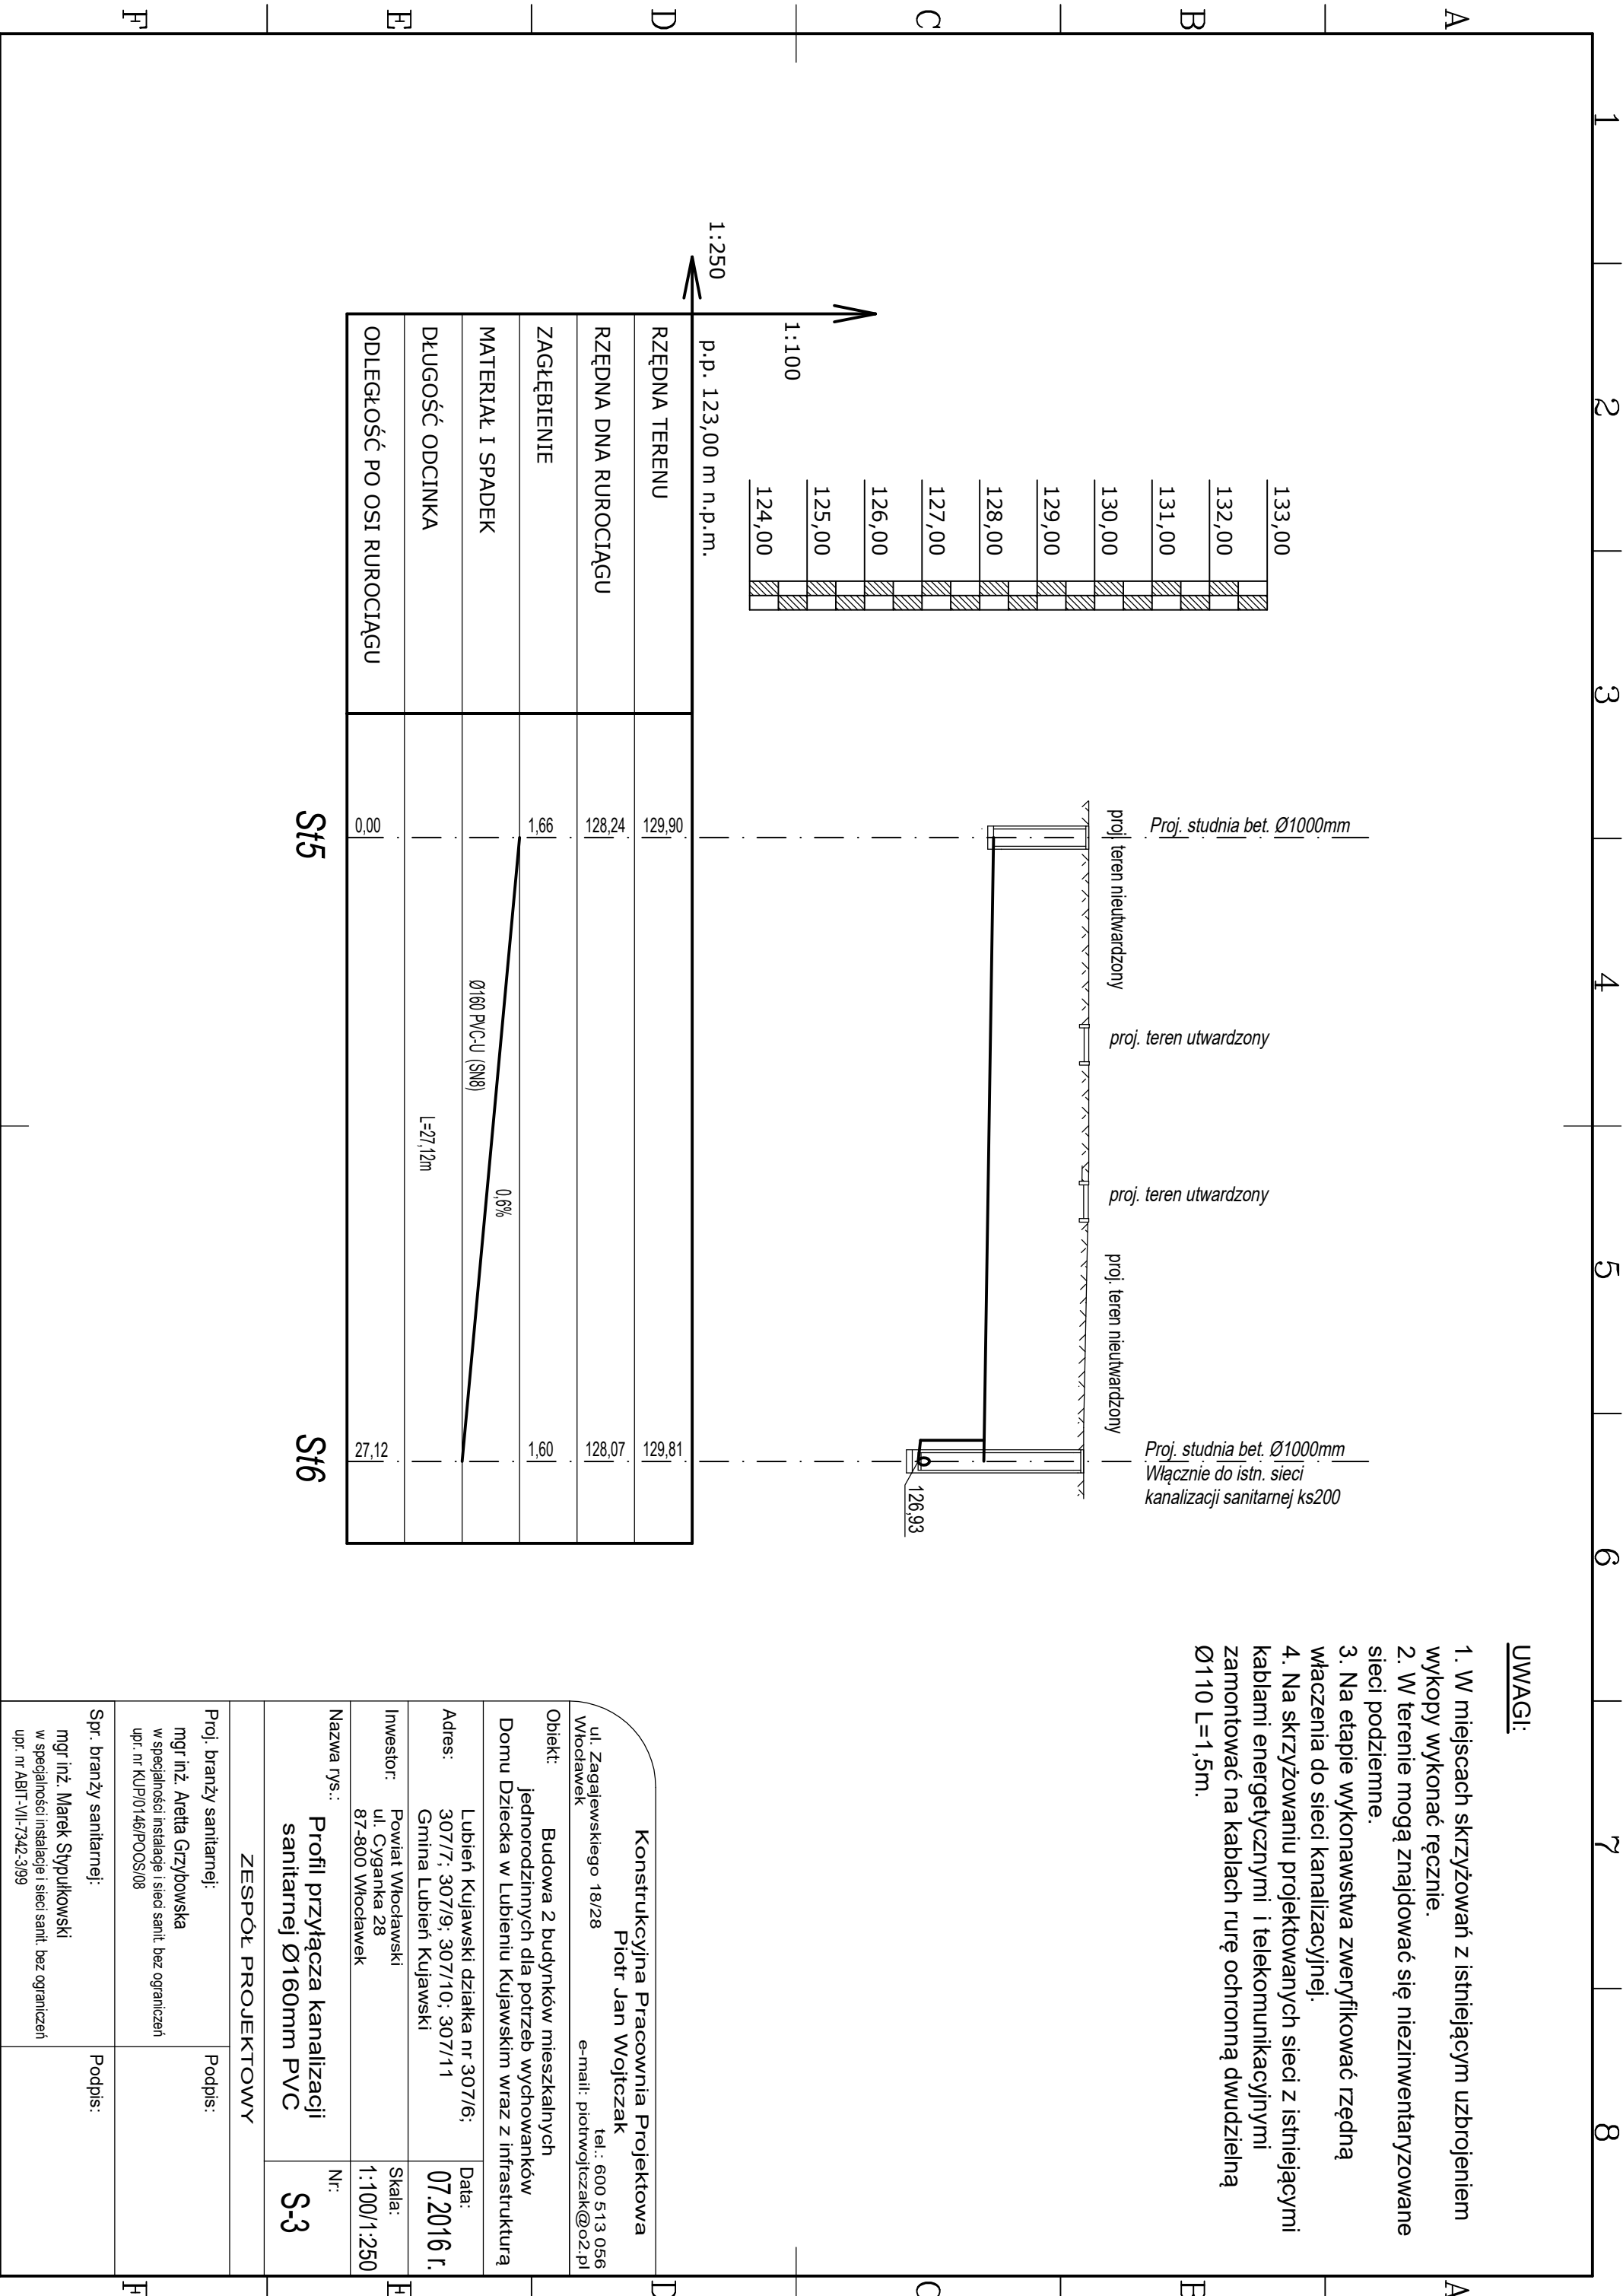 1
2
3
4
5
6
7
8
A
B
C
D
E
F
A
B
C
D
E
F
UWAGI:
1. W miejscach skrzyżowań z istniejącym uzbrojeniem
wykopy wykonać ręcznie.
2. W terenie mogą znajdować się niezinwentaryzowane
sieci podziemne.
3. Na etapie wykonawstwa zweryfikować rzędną
właczenia do sieci kanalizacyjnej.
4. Na skrzyżowaniu projektowanych sieci z istniejącymi
kablami energetycznymi i telekomunikacyjnymi
zamontować na kablach rurę ochronną dwudzielną
Ø110 L=1,5m.
133,00
132,00
131,00
130,00
129,00
128,00
127,00
126,00
125,00
124,00
1:100
1:250
p.p. 123,00 m n.p.m.
Proj. studnia bet. Ø1000mm
proj. teren nieutwardzony
proj. teren utwardzony
proj. teren utwardzony
proj. teren nieutwardzony
Proj. studnia bet. Ø1000mm
Włącznie do istn. sieci
kanalizacji sanitarnej ks200
126,93
RZĘDNA TERENU
129,90
129,81
RZĘDNA DNA RUROCIĄGU
128,24
128,07
ZAGŁĘBIENIE
1,66
1,60
MATERIAŁ I SPADEK
Ø160 PVC-U (SN8)
0,6%
DŁUGOŚĆ ODCINKA
L=27,12m
ODLEGŁOŚĆ PO OSI RUROCIĄGU
0,00
27,12
St5
St6
Konstrukcyjna Pracownia Projektowa
Piotr Jan Wojtczak
ul. Zagajewskiego 18/28
Włocławek
tel.: 600 513 056
e-mail: piotrwojtczak@o2.pl
Obiekt:
Budowa 2 budynków mieszkalnych
jednorodzinnych dla potrzeb wychowanków
Domu Dziecka w Lubieniu Kujawskim wraz z infrastrukturą
Adres:
Lubień Kujawski działka nr 307/6;
307/7; 307/9; 307/10; 307/11
Gmina Lubień Kujawski
Data:
07.2016 r.
Inwestor:
Powiat Włocławski
ul. Cyganka 28
87-800 Włocławek
Skala:
1:100/1:250
Nazwa rys.:
Profil przyłącza kanalizacji
sanitarnej Ø160mm PVC
Nr:
S-3
ZESPÓŁ PROJEKTOWY
Proj. branży sanitarnej:
mgr inż. Aretta Grzybowska
w specjalności instalacje i sieci sanit. bez ograniczeń
upr. nr KUP/0146/POOS/08
Podpis:
Spr. branży sanitarnej:
mgr inż. Marek Stypułkowski
w specjalności instalacje i sieci sanit. bez ograniczeń
upr. nr ABIT-VII-7342-3/99
Podpis: